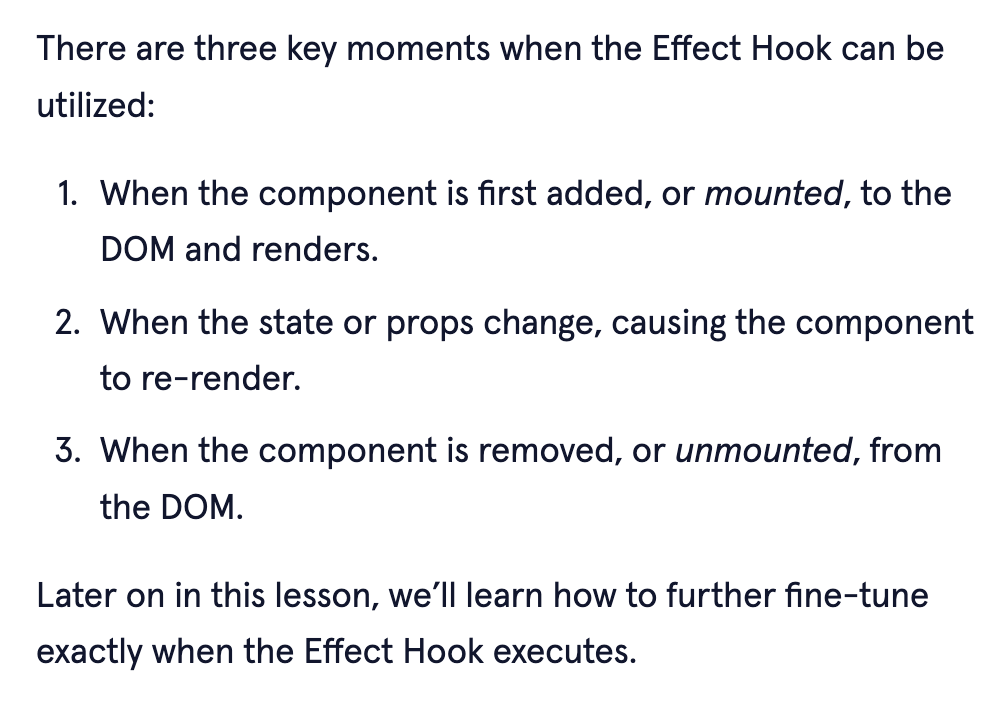 There are three key moments when the Effect Hook can be
utilized:
1. When the component is first added, or mounted, to the
DOM and renders.
2. When the state or props change, causing the component
to re-render.
3. When the component is removed, or unmounted, from
the DOM.
Later on in this lesson, we’ll learn how to further fine-tune
exactly when the Effect Hook executes.